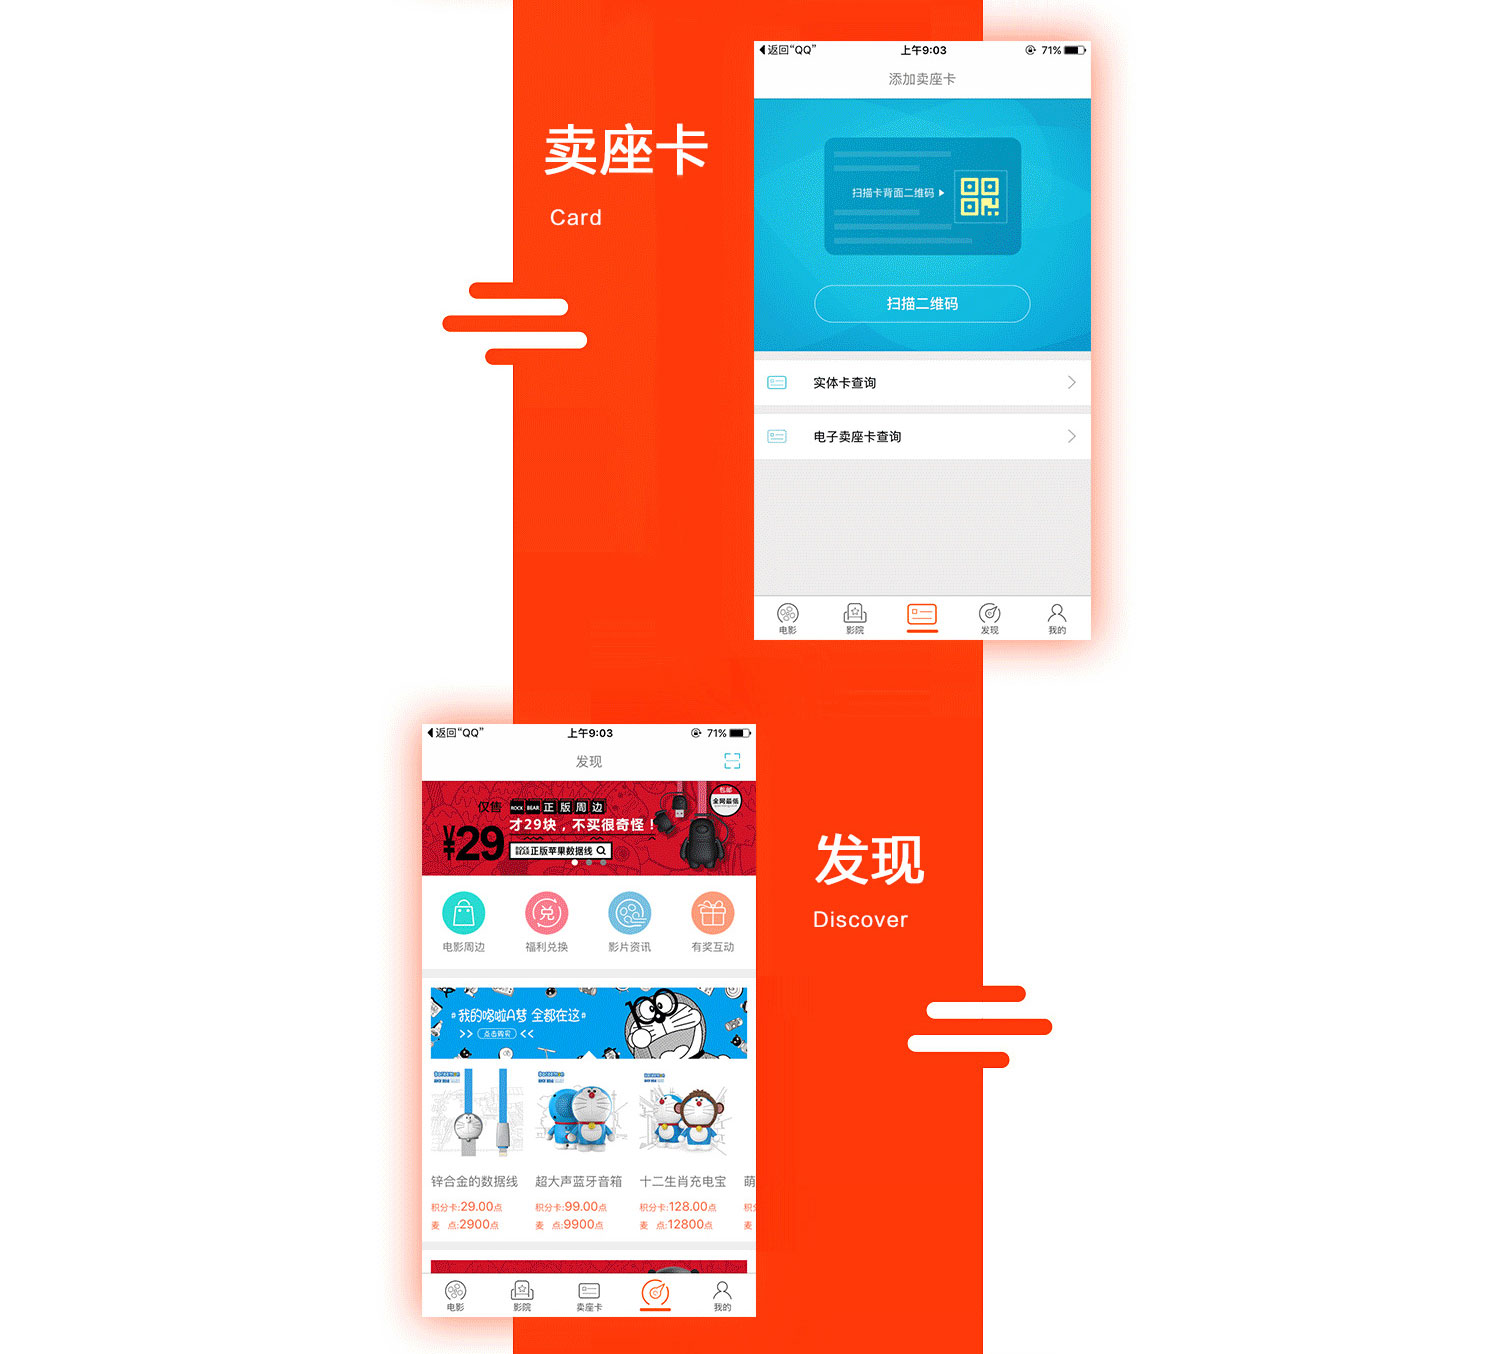 返回“QQ”
上午9:03
71%
添加卖座卡
卖座卡
Card
扫描卡背面二维码
扫描二维码
实体卡查询
电子卖座卡查询
电影
影院
发现
我的
返回“QQ”
上午9:03
71%
发现
仅售
ROCK BEAR 正版周边
包邮
全网最低
¥29
才29块，不买很奇怪！
正版苹果数据线
电影周边
福利兑换
影片资讯
有奖互动
发现
Discover
我的哆啦A梦 全都在这
>> 点击购买 <<
锌合金的数据线
超大声蓝牙音箱
十二生肖充电宝
萌
积分卡:29.00点
积分卡:99.00点
积分卡:128.00点
积分
麦 点:2900点
麦 点:9900点
麦 点:12800点
麦
电影
影院
卖座卡
我的